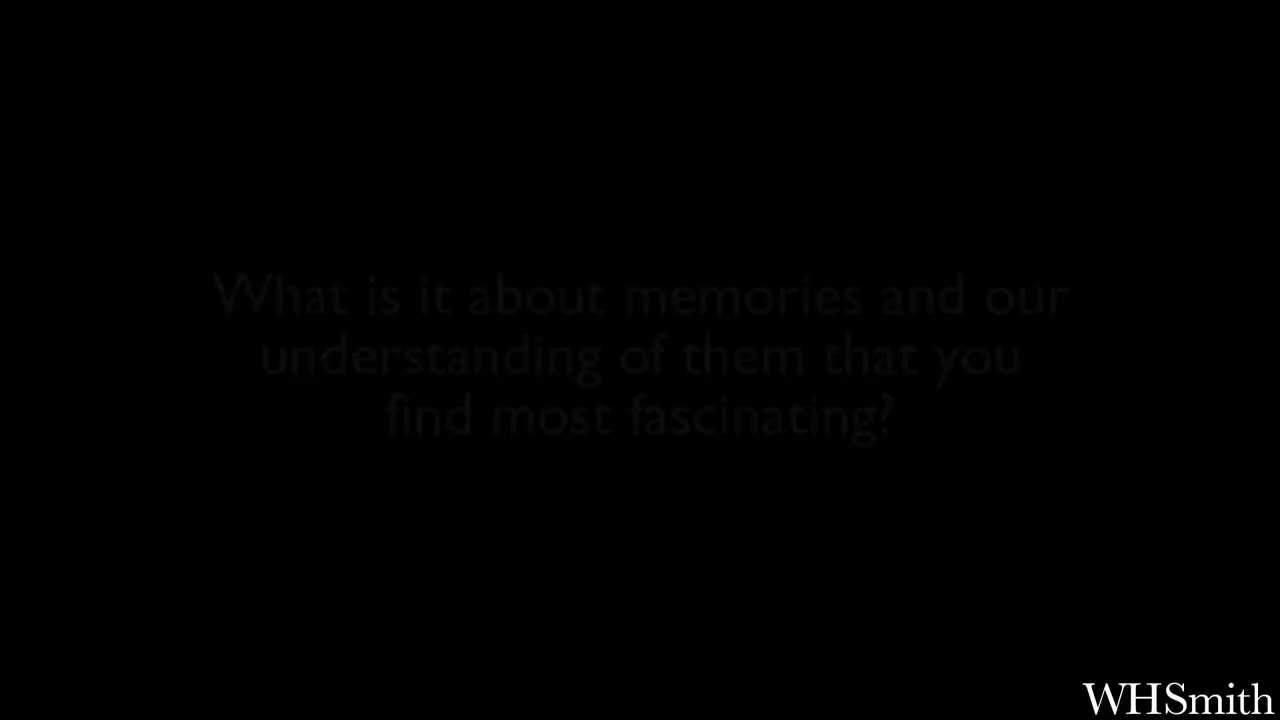 What is it about memories and our
understanding of them that you
find most fascinating?
WHSmith